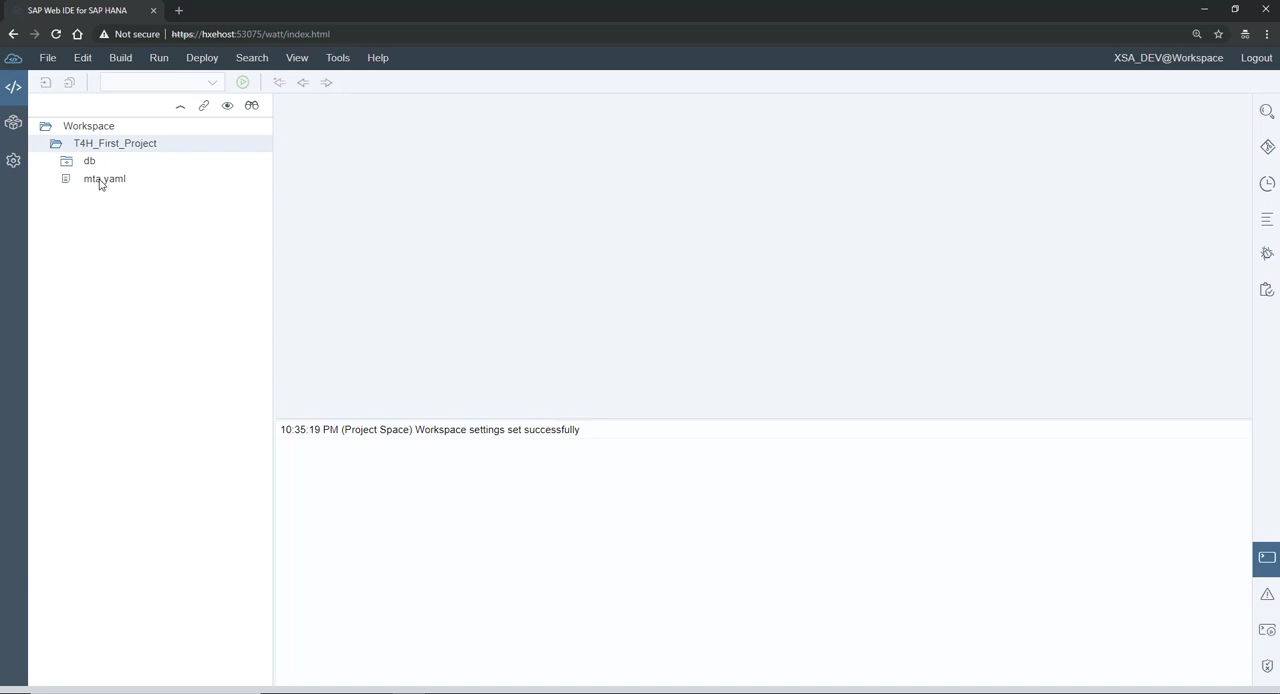 SAP Web IDE for SAP HANA
Not secure https://hxehost:53075/watt/index.html
File Edit Build Run Deploy Search View Tools Help XSA_DEV@Workspace Logout
Workspace
T4H_First_Project
db
mta.yaml
10:35:19 PM (Project Space) Workspace settings set successfully